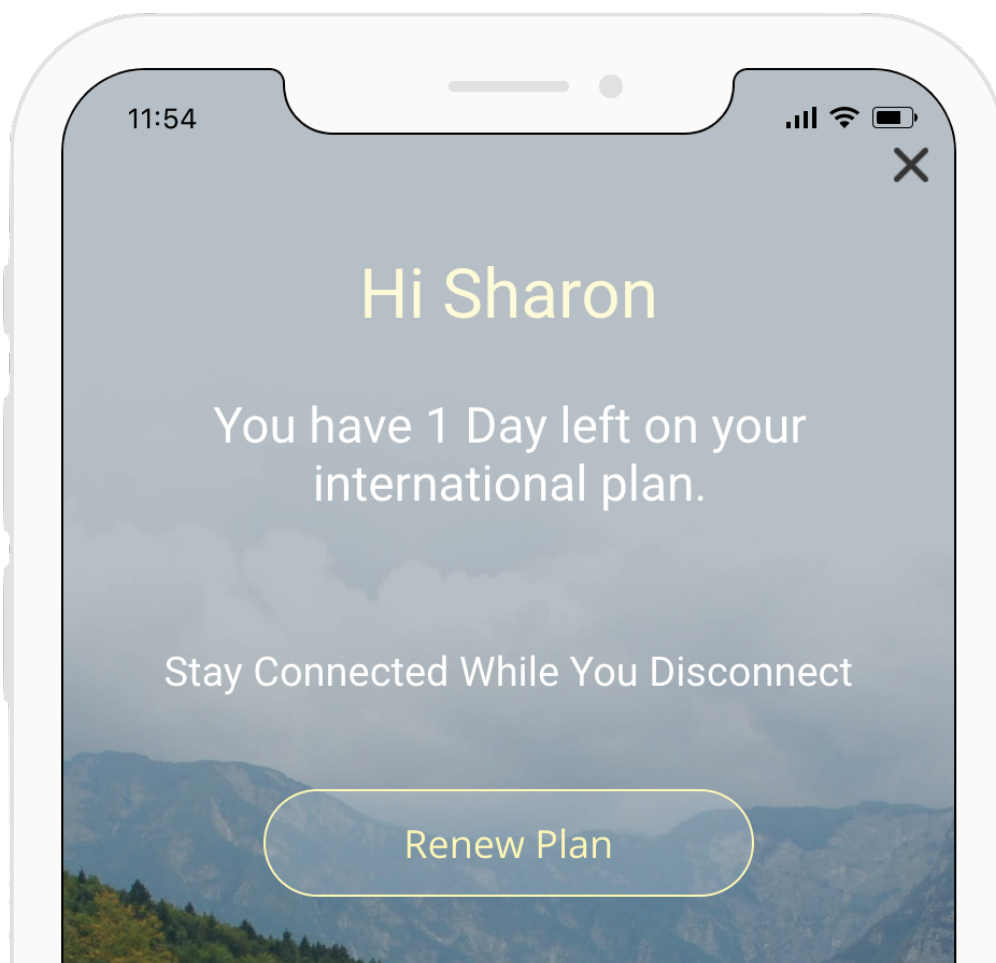 11:54
Hi Sharon
You have 1 Day left on your
international plan.
Stay Connected While You Disconnect
Renew Plan